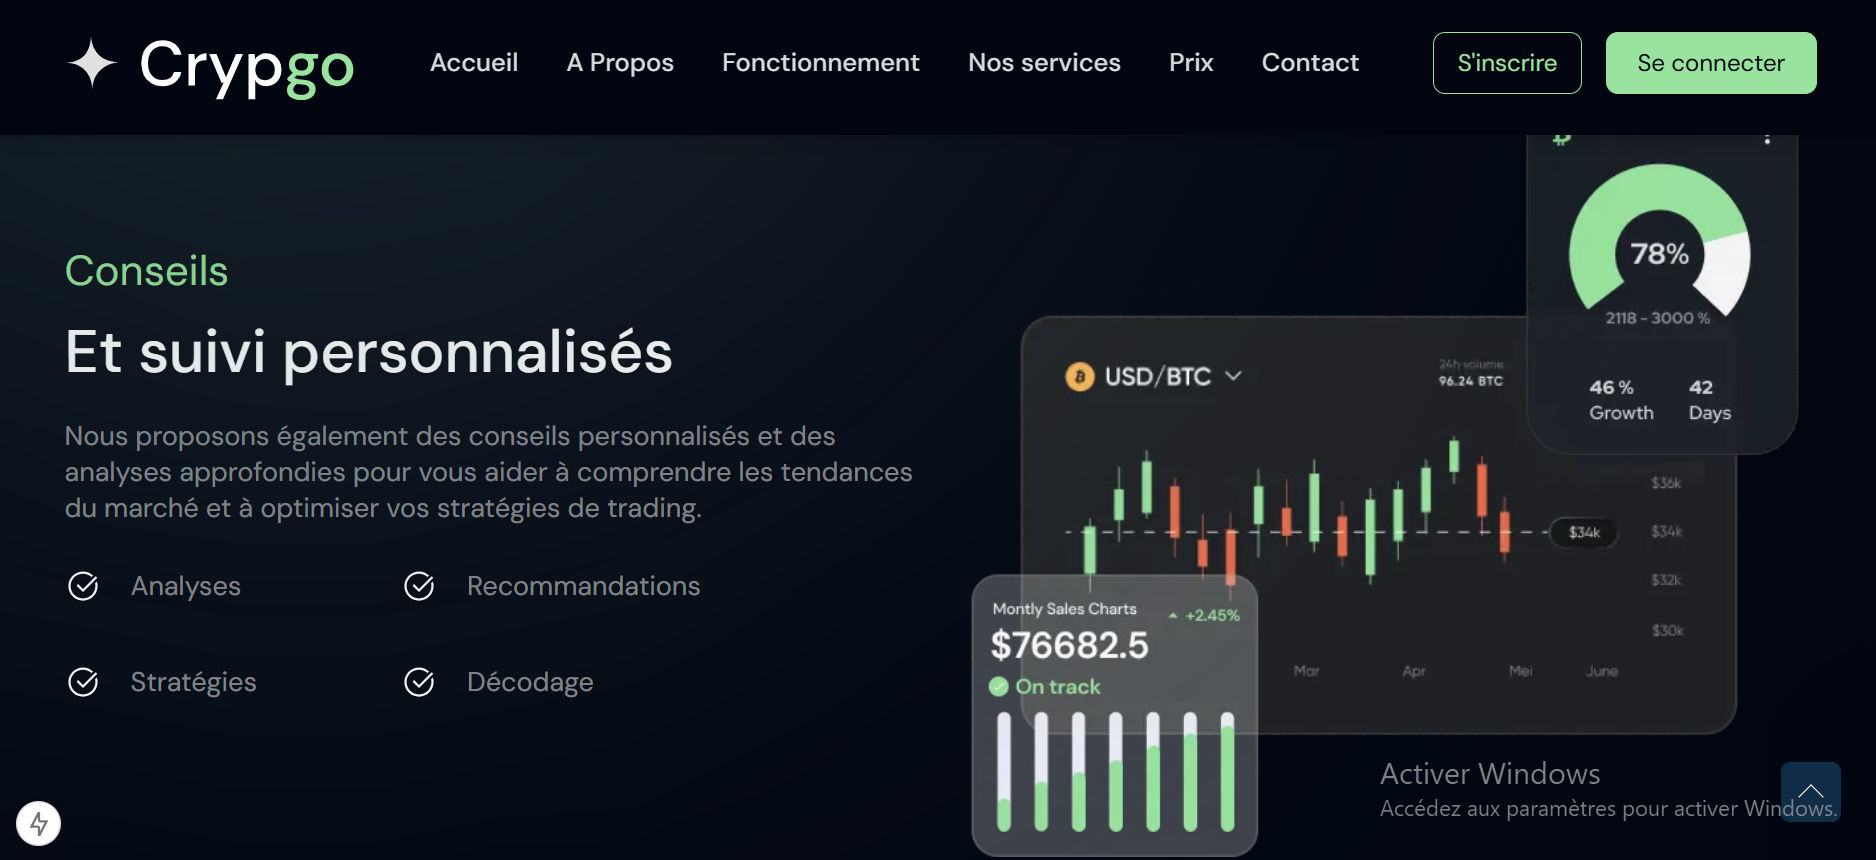 Crypgo
Accueil
A Propos
Fonctionnement
Nos services
Prix
Contact
S'inscrire
Se connecter
Conseils
Et suivi personnalisés
Nous proposons également des conseils personnalisés et des
analyses approfondies pour vous aider à comprendre les tendances
du marché et à optimiser vos stratégies de trading.
Analyses
Recommandations
Stratégies
Décodage
78%
2118 - 3000 %
46 %
Growth
42
Days
USD/BTC
24h volume
96.24 BTC
$36k
$34k
$34k
$32k
$30k
Mar
Apr
Mei
June
Montly Sales Charts
+2.45%
$76682.5
On track
Activer Windows
Accédez aux paramètres pour activer Windows.